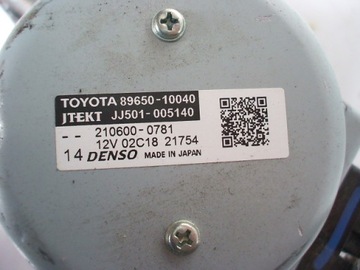 TOYOTA 89650-10040
JTEKT JJ501-005140
-- 210600-0781
12V 02C18 21754
14 DENSO MADE IN JAPAN